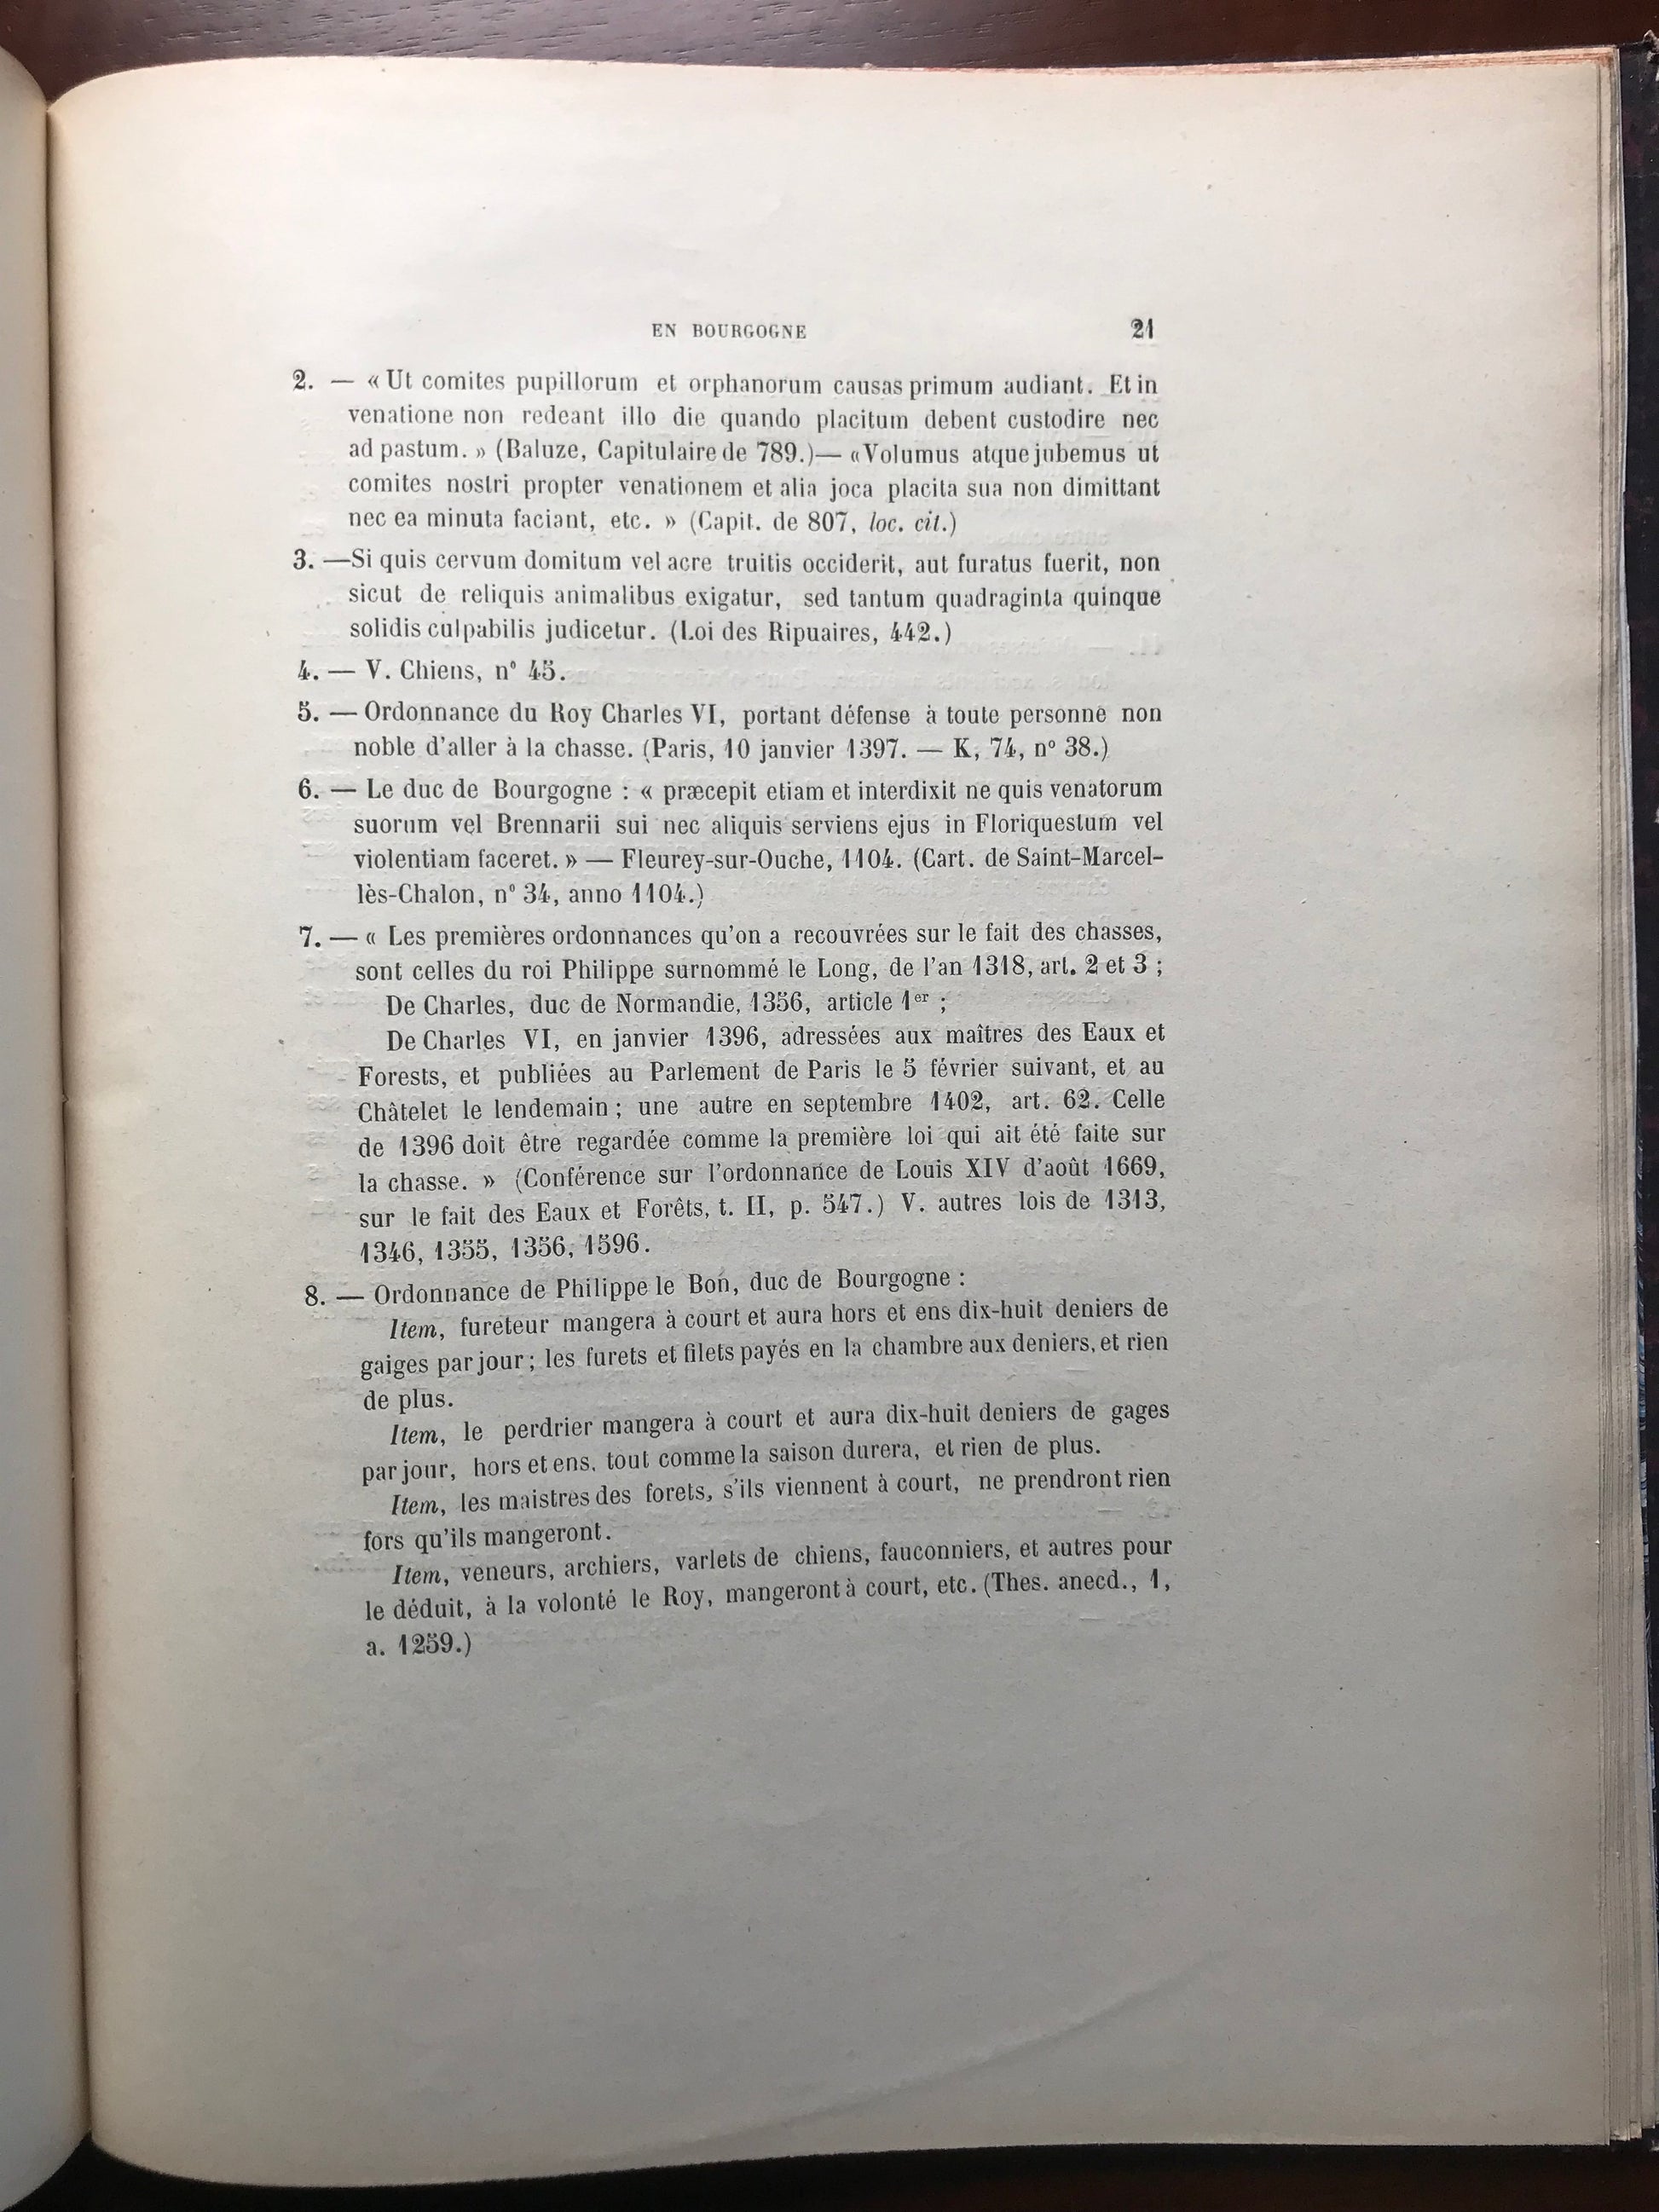 EN BOURGOGNE 21
2. — « Ut comites pupillorum et orphanorum causas primum audiant. Et in
venatione non redeant illo die quando placitum debent custodire nec
ad pastum. » (Baluze, Capitulaire de 789.) — « Volumus atque jubemus ut
comites nostri propter venationem et alia joca placita sua non dimittant
nec ea minuta faciant, etc. » (Capit. de 807, loc. cit.)
3. — Si quis cervum domitum vel acre truitis occiderit, aut furatus fuerit, non
sicut de reliquis animalibus exigatur, sed tantum quadraginta quinque
solidis culpabilis judicetur. (Loi des Ripuaires, 442.)
4. — V. Chiens, n° 45.
5. — Ordonnance du Roy Charles VI, portant défense à toute personne non
noble d'aller à la chasse. (Paris, 10 janvier 1397. — K, 74, n° 38.)
6. — Le duc de Bourgogne : « præcepit etiam et interdixit ne quis venatorum
suorum vel Brennarii sui nec aliquis serviens ejus in Floriquestum vel
violentiam faceret. » — Fleurey-sur-Ouche, 1104. (Cart. de Saint-Marcel-
lès-Chalon, n° 34, anno 1104.)
7. — « Les premières ordonnances qu'on a recouvrées sur le fait des chasses,
sont celles du roi Philippe surnommé le Long, de l'an 1318, art. 2 et 3 ;
De Charles, duc de Normandie, 1356, article 1er ;
De Charles VI, en janvier 1396, adressées aux maîtres des Eaux et
Forests, et publiées au Parlement de Paris le 5 février suivant, et au
Châtelet le lendemain ; une autre en septembre 1402, art. 62. Celle
de 1396 doit être regardée comme la première loi qui ait été faite sur
la chasse. » (Conférence sur l'ordonnance de Louis XIV d'août 1669,
sur le fait des Eaux et Forêts, t. II, p. 547.) V. autres lois de 1313,
1346, 1355, 1356, 1596.
8. — Ordonnance de Philippe le Bon, duc de Bourgogne :
Item, fureteur mangera à court et aura hors et ens dix-huit deniers de
gaiges par jour ; les furets et filets payés en la chambre aux deniers, et rien
de plus.
Item, le perdrier mangera à court et aura dix-huit deniers de gages
par jour, hors et ens. tout comme la saison durera, et rien de plus.
Item, les maistres des forets, s'ils viennent à court, ne prendront rien
fors qu'ils mangeront.
Item, veneurs, archiers, varlets de chiens, fauconniers, et autres pour
le déduit, à la volonté le Roy, mangeront à court, etc. (Thes. anecd., 1,
a. 1259.)